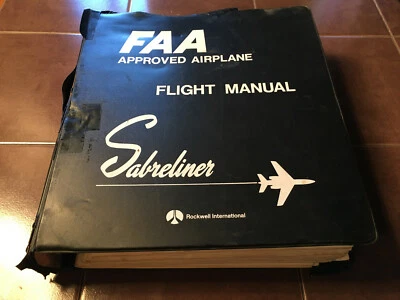 FAA
APPROVED AIRPLANE
FLIGHT MANUAL
Sabreliner
Rockwell International